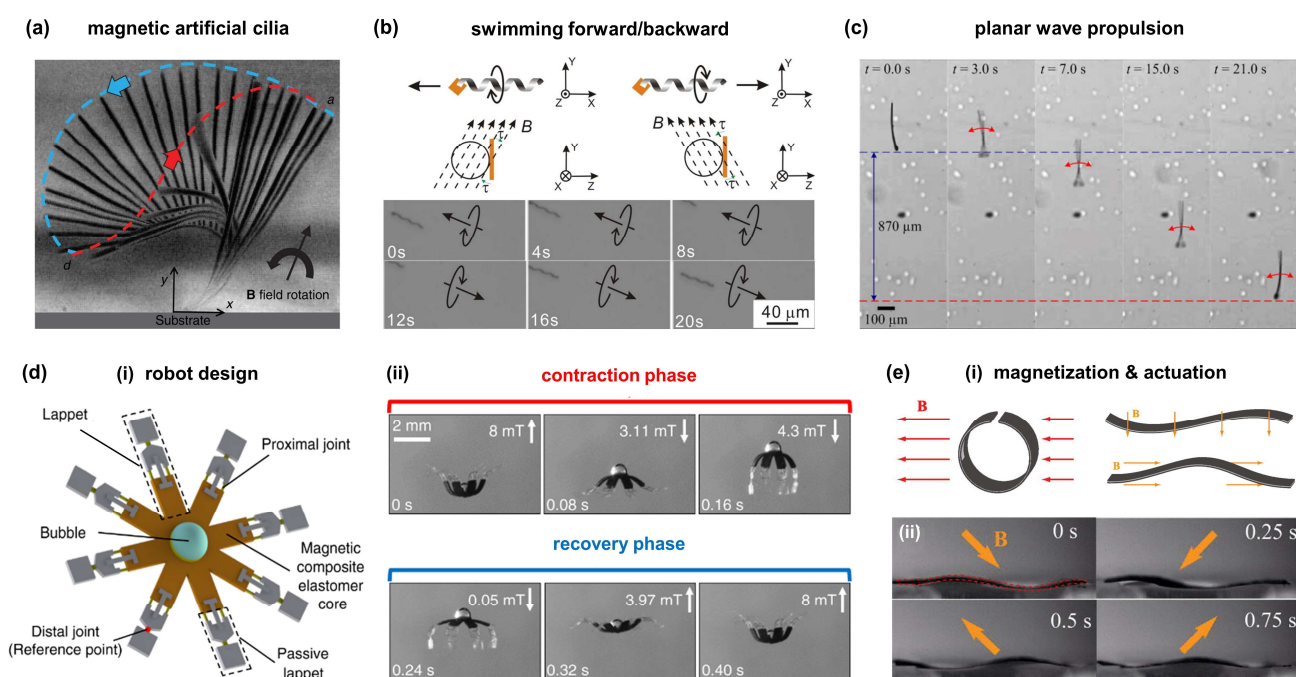 (a) magnetic artificial cilia
a
d
y
x
B field rotation
Substrate
(b) swimming forward/backward
Y
Z
X
Y
Z
X
B
τ
τ
Y
X
Z
B
τ
τ
Y
X
Z
0s
4s
8s
12s
16s
20s
40 μm
(c) planar wave propulsion
t = 0.0 s
t = 3.0 s
t = 7.0 s
t = 15.0 s
t = 21.0 s
870 μm
100 μm
(d) (i) robot design
Lappet
Proximal joint
Bubble
Magnetic
composite
elastomer
core
Distal joint
(Reference point)
Passive
lappet
(ii)
contraction phase
2 mm
8 mT
0 s
3.11 mT
0.08 s
4.3 mT
0.16 s
recovery phase
0.05 mT
0.24 s
3.97 mT
0.32 s
8 mT
0.40 s
(e) (i) magnetization & actuation
B
B
B
(ii)
B
0 s
0.25 s
0.5 s
0.75 s